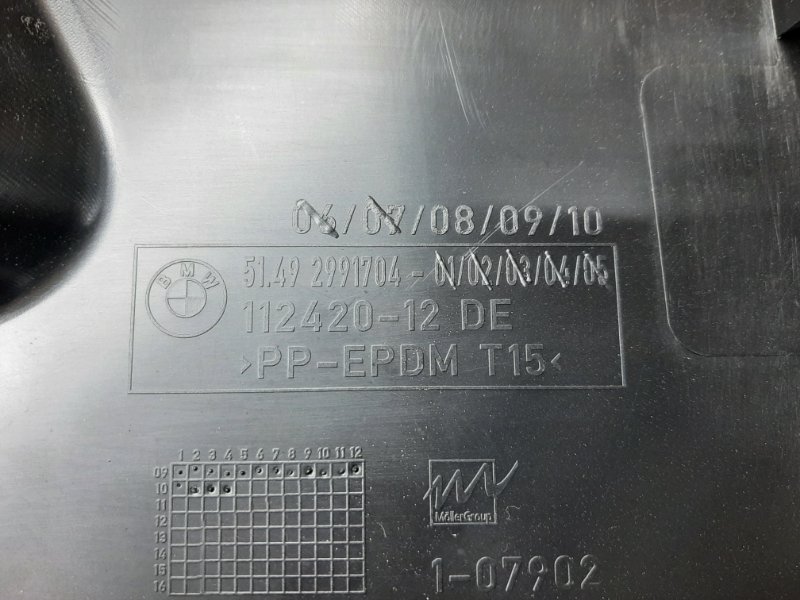 06/07/08/09/10
BMW
51.49 2991704-01/02/03/04/05
112420-12 DE
>PP-EPDM T15<
1 2 3 4 5 6 7 8 9 10 11 12
09
10
11
12
13
14
15
16
MöllerGroup
1-07902